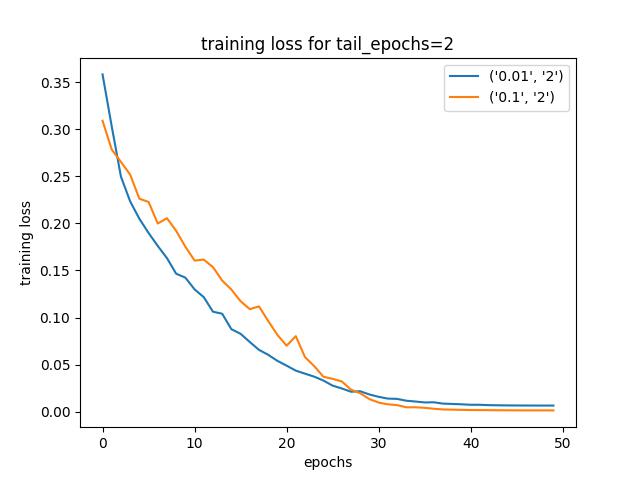 training loss for tail_epochs=2
('0.01', '2')
('0.1', '2')
0.35
0.30
0.25
0.20
0.15
0.10
0.05
0.00
training loss
0 10 20 30 40 50
epochs